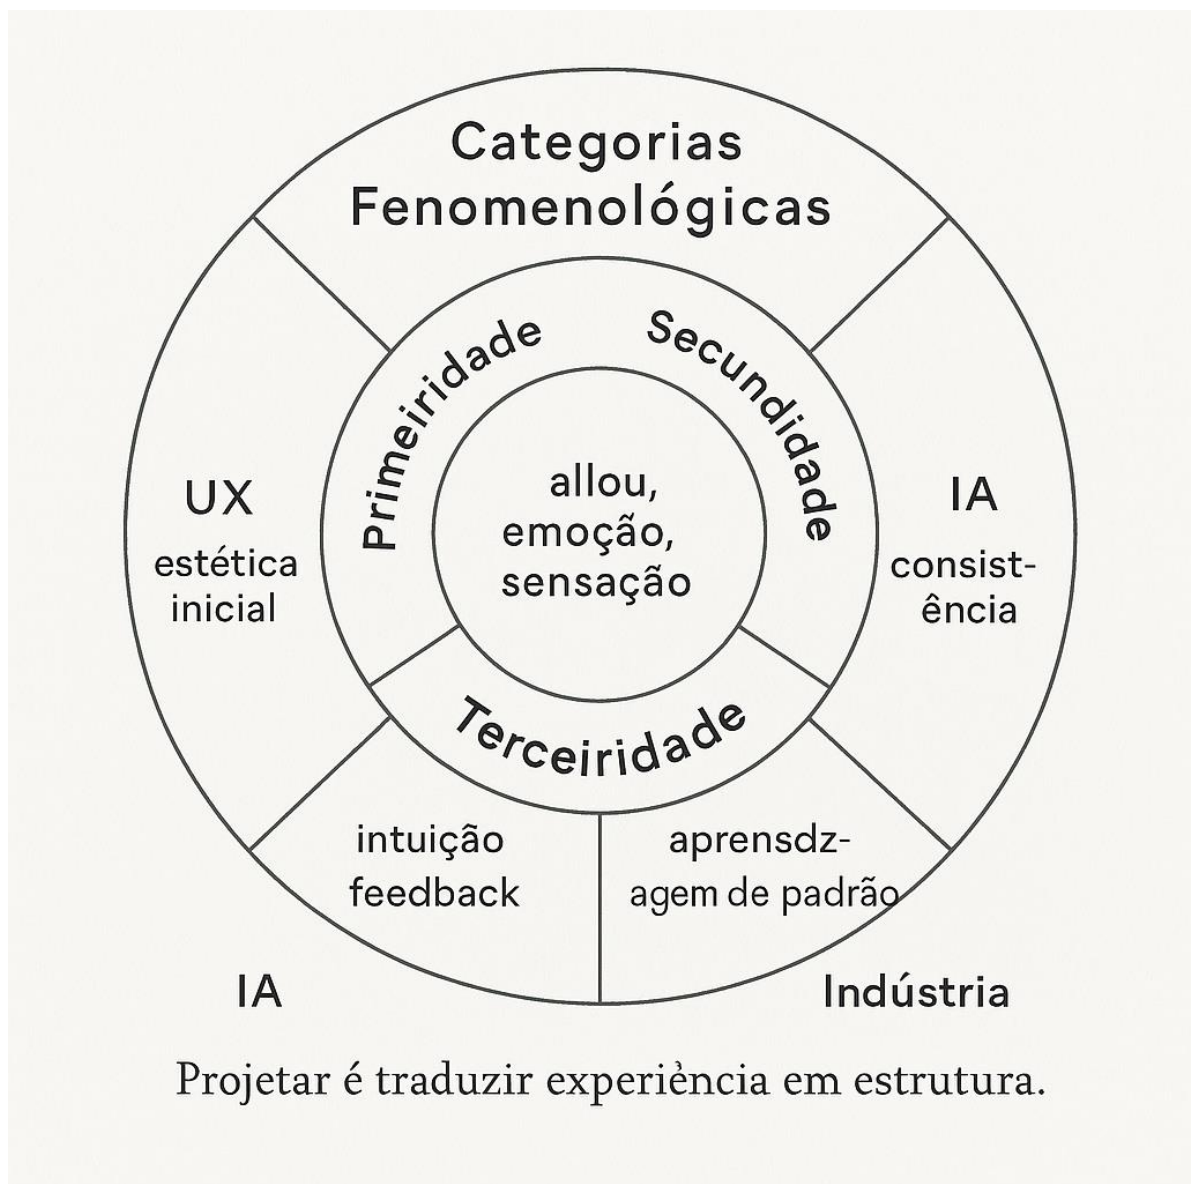 Categorias
Fenomenológicas
Primeiridade
Secundidade
allou,
emoção,
sensação
UX
estética
inicial
IA
consist-
ência
Terceiridade
intuição
feedback
aprensdz-
agem de padrão
IA
Indústria
Projetar é traduzir experiência em estrutura.